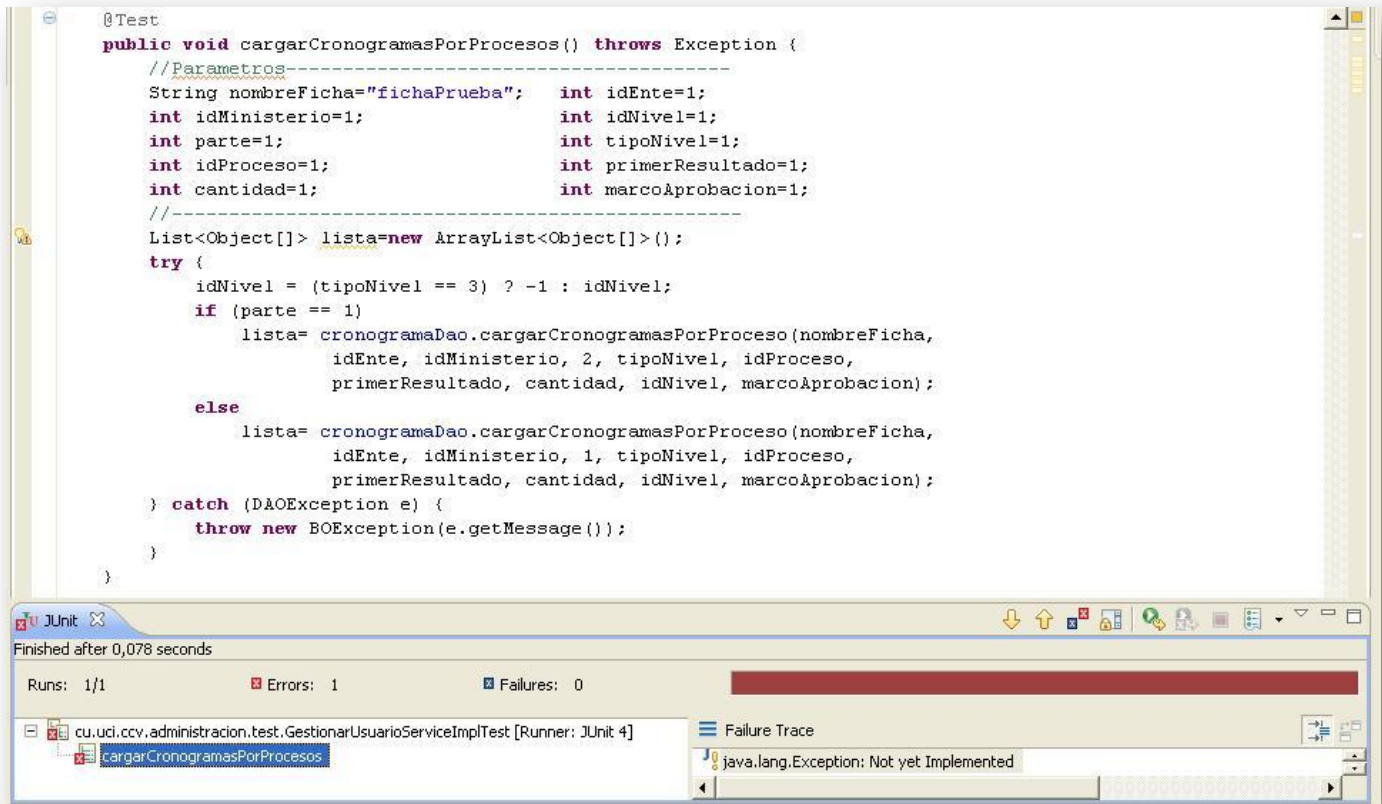 @Test
public void cargarCronogramasPorProcesos() throws Exception {
//Parametros---------------------------------------
String nombreFicha="fichaPrueba"; int idEnte=1;
int idMinisterio=1; int idNivel=1;
int parte=1; int tipoNivel=1;
int idProceso=1; int primerResultado=1;
int cantidad=1; int marcoAprobacion=1;
//--------------------------------------------------
List<Object[]> lista=new ArrayList<Object[]>();
try {
idNivel = (tipoNivel == 3) ? -1 : idNivel;
if (parte == 1)
lista= cronogramaDao.cargarCronogramasPorProceso(nombreFicha,
idEnte, idMinisterio, 2, tipoNivel, idProceso,
primerResultado, cantidad, idNivel, marcoAprobacion);
else
lista= cronogramaDao.cargarCronogramasPorProceso(nombreFicha,
idEnte, idMinisterio, 1, tipoNivel, idProceso,
primerResultado, cantidad, idNivel, marcoAprobacion);
} catch (DAOException e) {
throw new BOException(e.getMessage());
}
}
JUnit
Finished after 0,078 seconds
Runs: 1/1 Errors: 1 Failures: 0
cu.uci.ccv.administracion.test.GestionarUsuarioServiceImplTest [Runner: JUnit 4]
cargarCronogramasPorProcesos
Failure Trace
java.lang.Exception: Not yet Implemented